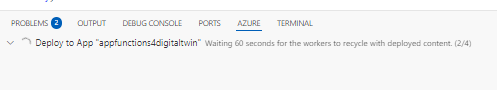 PROBLEMS 2 OUTPUT DEBUG CONSOLE PORTS AZURE TERMINAL
Deploy to App "appfunctions4digitaltwin" Waiting 60 seconds for the workers to recycle with deployed content. (2/4)